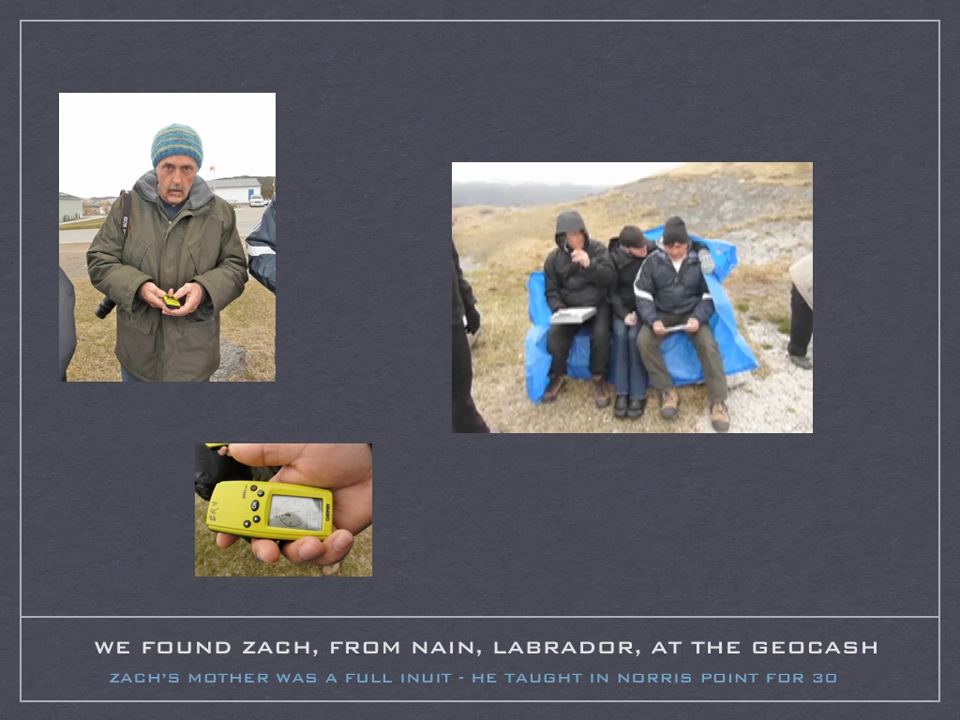 WE FOUND ZACH, FROM NAIN, LABRADOR, AT THE GEOCASH
ZACH'S MOTHER WAS A FULL INUIT - HE TAUGHT IN NORRIS POINT FOR 30